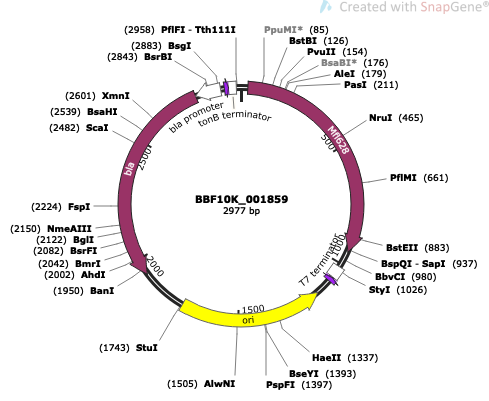 Created with SnapGene®
(2958) PflFI - Tth111I
(2883) BsgI
(2843) BsrBI
PpuMI* (85)
BstBI (126)
PvuII (154)
BsaBI* (176)
AleI (179)
PasI (211)
bla promoter
tonB terminator
(2601) XmnI
(2539) BsaHI
(2482) ScaI
NruI (465)
Mfl628
500
2500
bla
PflMI (661)
BBF10K_001859
2977 bp
(2224) FspI
(2150) NmeAIII
(2122) BglI
(2082) BsrFI
(2042) BmrI
(2002) AhdI
(1950) BanI
BstEII (883)
BspQI - SapI (937)
BbvCI (980)
StyI (1026)
T7 terminator
1000
2000
1500
ori
(1743) StuI
HaeII (1337)
BseYI (1393)
PspFI (1397)
(1505) AlwNI